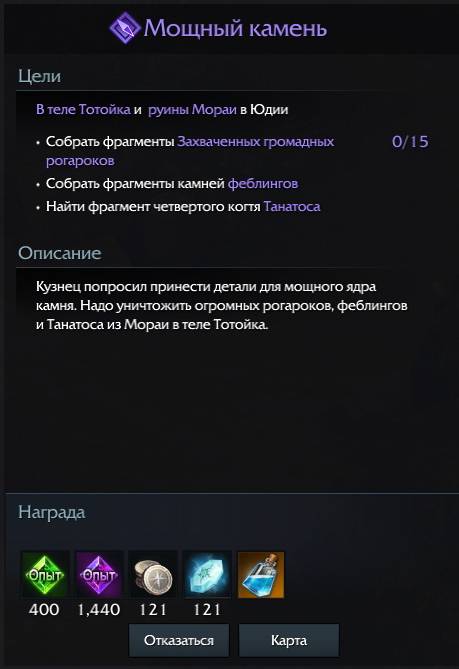 Мощный камень
Цели
В теле Тотойка и руины Мораи в Юдии
• Собрать фрагменты Захваченных громадных рогароков 0/15
• Собрать фрагменты камней феблингов
• Найти фрагмент четвертого когтя Танатоса
Описание
Кузнец попросил принести детали для мощного ядра
камня. Надо уничтожить огромных рогароков, феблингов
и Танатоса из Мораи в теле Тотойка.
Награда
Опыт Опыт
400 1,440 121 121
Отказаться Карта